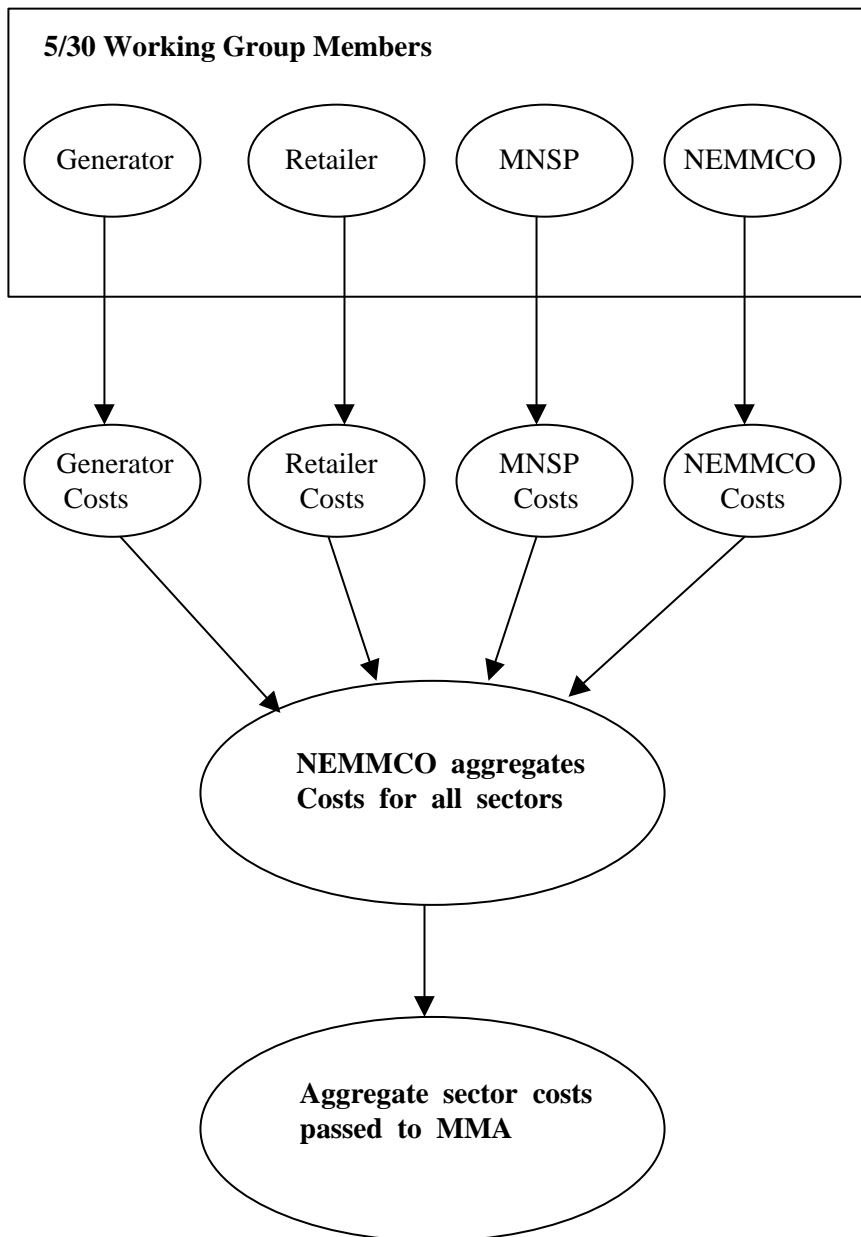 5/30 Working Group Members
Generator
Retailer
MNSP
NEMMCO
Generator
Costs
Retailer
Costs
MNSP
Costs
NEMMCO
Costs
NEMMCO aggregates
Costs for all sectors
Aggregate sector costs
passed to MMA